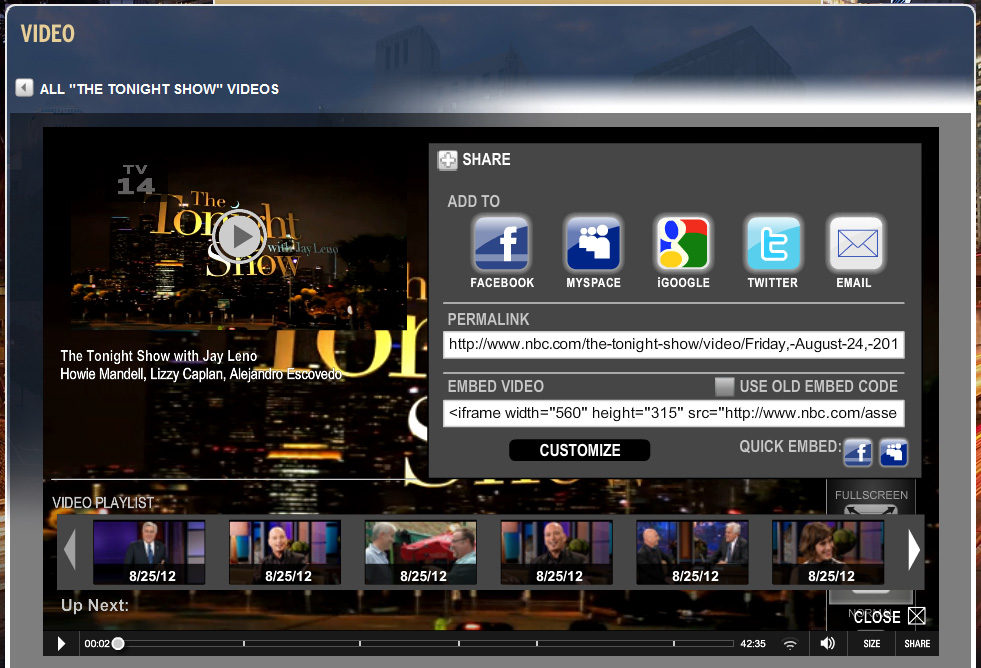 VIDEO
ALL "THE TONIGHT SHOW" VIDEOS
TV
14
The
Tonight
with Jay Leno
Show
The Tonight Show with Jay Leno
Howie Mandell, Lizzy Caplan, Alejandro Escovedo
SHARE
ADD TO
FACEBOOK MYSPACE iGOOGLE TWITTER EMAIL
PERMALINK
http://www.nbc.com/the-tonight-show/video/Friday,-August-24,-201
EMBED VIDEO USE OLD EMBED CODE
<iframe width="560" height="315" src="http://www.nbc.com/asse
CUSTOMIZE QUICK EMBED:
VIDEO PLAYLIST
FULLSCREEN
8/25/12 8/25/12 8/25/12 8/25/12 8/25/12 8/25/12
Up Next:
NORMAL
CLOSE
00:02 42:35 SIZE SHARE